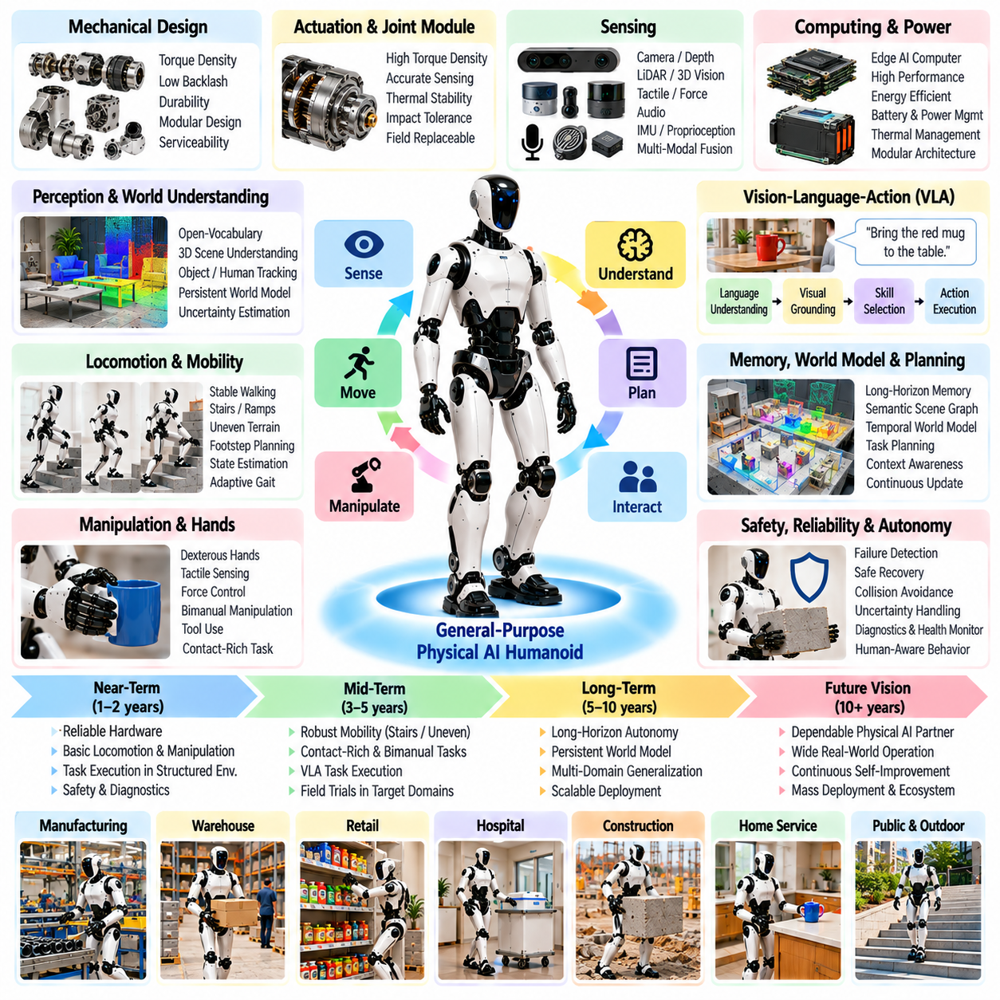 Mechanical Design
Torque Density
Low Backlash
Durability
Modular Design
Serviceability
Actuation & Joint Module
High Torque Density
Accurate Sensing
Thermal Stability
Impact Tolerance
Field Replaceable
Sensing
Camera / Depth
LiDAR / 3D Vision
Tactile / Force
Audio
IMU / Proprioception
Multi-Modal Fusion
Computing & Power
Edge AI Computer
High Performance
Energy Efficient
Battery & Power Mgmt
Thermal Management
Modular Architecture
Perception & World Understanding
Open-Vocabulary
3D Scene Understanding
Object / Human Tracking
Persistent World Model
Uncertainty Estimation
Sense
Understand
Move
Plan
Manipulate
Interact
General-Purpose
Physical AI Humanoid
Vision-Language-Action (VLA)
"Bring the red mug
to the table."
Language
Understanding
Visual
Grounding
Skill
Selection
Action
Execution
Locomotion & Mobility
Stable Walking
Stairs / Ramps
Uneven Terrain
Footstep Planning
State Estimation
Adaptive Gait
Memory, World Model & Planning
Long-Horizon Memory
Semantic Scene Graph
Temporal World Model
Task Planning
Context Awareness
Continuous Update
Manipulation & Hands
Dexterous Hands
Tactile Sensing
Force Control
Bimanual Manipulation
Tool Use
Contact-Rich Task
Safety, Reliability & Autonomy
Failure Detection
Safe Recovery
Collision Avoidance
Uncertainty Handling
Diagnostics & Health Monitor
Human-Aware Behavior
Near-Term
(1–2 years)
Reliable Hardware
Basic Locomotion & Manipulation
Task Execution in Structured Env.
Safety & Diagnostics
Mid-Term
(3–5 years)
Robust Mobility (Stairs / Uneven)
Contact-Rich & Bimanual Tasks
VLA Task Execution
Field Trials in Target Domains
Long-Term
(5–10 years)
Long-Horizon Autonomy
Persistent World Model
Multi-Domain Generalization
Scalable Deployment
Future Vision
(10+ years)
Dependable Physical AI Partner
Wide Real-World Operation
Continuous Self-Improvement
Mass Deployment & Ecosystem
Manufacturing
Warehouse
Retail
Hospital
Construction
Home Service
Public & Outdoor